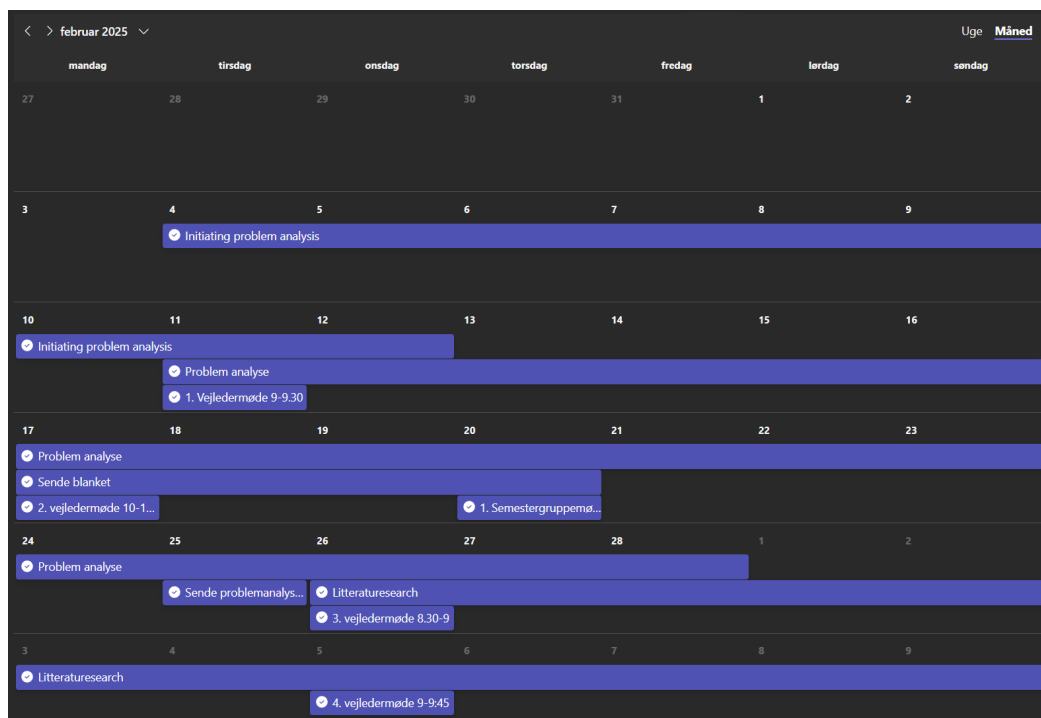 februar 2025
Uge Måned
mandag tirsdag onsdag torsdag fredag lørdag søndag
27 28 29 30 31 1 2
3 4 5 6 7 8 9
Initiating problem analysis
10 11 12 13 14 15 16
Initiating problem analysis
Problem analyse
1. Vejledermøde 9-9.30
17 18 19 20 21 22 23
Problem analyse
Sende blanket
2. vejledermøde 10-1... 1. Semestergruppemø...
24 25 26 27 28 1 2
Problem analyse
Sende problemanalys... Litteraturesearch
3. vejledermøde 8.30-9
3 4 5 6 7 8 9
Litteraturesearch
4. vejledermøde 9-9:45